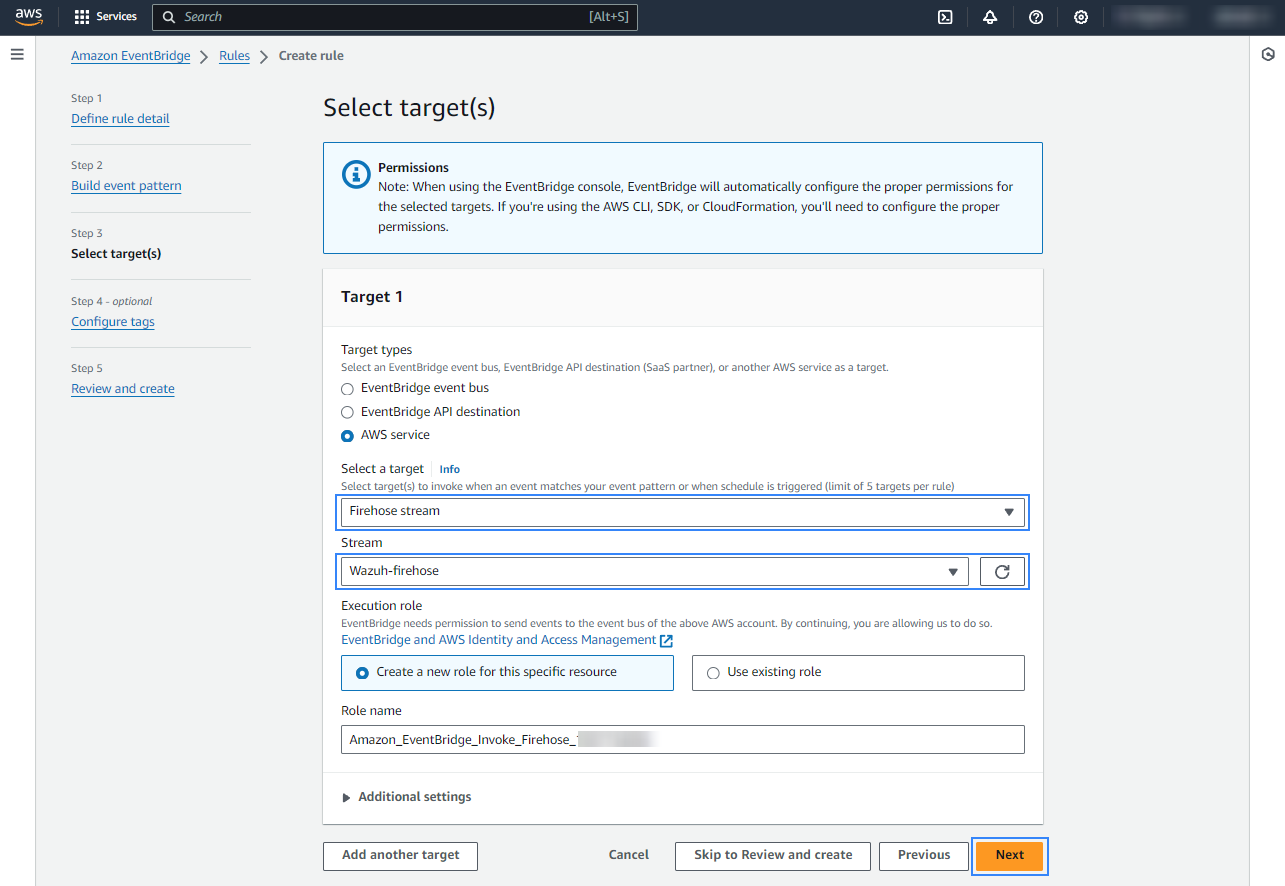 aws
Services
Search
[Alt+S]
Amazon EventBridge
Rules
Create rule
Step 1
Define rule detail
Step 2
Build event pattern
Step 3
Select target(s)
Step 4 - optional
Configure tags
Step 5
Review and create
Select target(s)
Permissions
Note: When using the EventBridge console, EventBridge will automatically configure the proper permissions for
the selected targets. If you're using the AWS CLI, SDK, or CloudFormation, you'll need to configure the proper
permissions.
Target 1
Target types
Select an EventBridge event bus, EventBridge API destination (SaaS partner), or another AWS service as a target.
EventBridge event bus
EventBridge API destination
AWS service
Select a target
Info
Select target(s) to invoke when an event matches your event pattern or when schedule is triggered (limit of 5 targets per rule)
Firehose stream
Stream
Wazuh-firehose
Execution role
EventBridge needs permission to send events to the event bus of the above AWS account. By continuing, you are allowing us to do so.
EventBridge and AWS Identity and Access Management
Create a new role for this specific resource
Use existing role
Role name
Amazon_EventBridge_Invoke_Firehose_
Additional settings
Add another target
Cancel
Skip to Review and create
Previous
Next